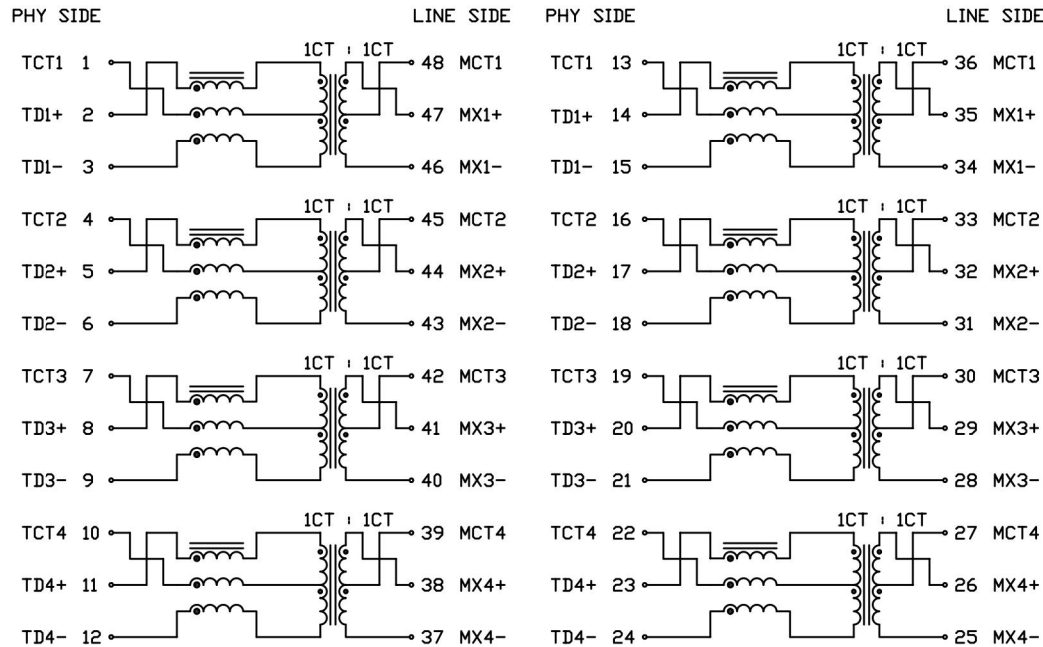 PHY SIDE LINE SIDE PHY SIDE LINE SIDE
1CT : 1CT 1CT : 1CT
TCT1 1 48 MCT1 TCT1 13 36 MCT1
TD1+ 2 47 MX1+ TD1+ 14 35 MX1+
TD1- 3 46 MX1- TD1- 15 34 MX1-
1CT : 1CT 1CT : 1CT
TCT2 4 45 MCT2 TCT2 16 33 MCT2
TD2+ 5 44 MX2+ TD2+ 17 32 MX2+
TD2- 6 43 MX2- TD2- 18 31 MX2-
1CT : 1CT 1CT : 1CT
TCT3 7 42 MCT3 TCT3 19 30 MCT3
TD3+ 8 41 MX3+ TD3+ 20 29 MX3+
TD3- 9 40 MX3- TD3- 21 28 MX3-
1CT : 1CT 1CT : 1CT
TCT4 10 39 MCT4 TCT4 22 27 MCT4
TD4+ 11 38 MX4+ TD4+ 23 26 MX4+
TD4- 12 37 MX4- TD4- 24 25 MX4-